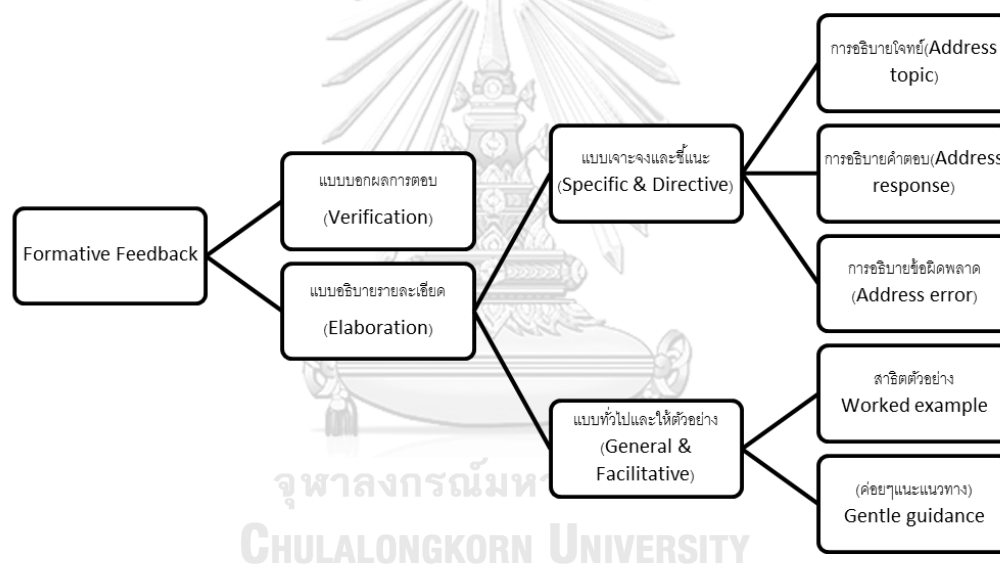 Formative Feedback
แบบบอกผลการตอบ
(Verification)
แบบอธิบายรายละเอียด
(Elaboration)
แบบเจาะจงและชี้แนะ
(Specific & Directive)
แบบทั่วไปและให้ตัวอย่าง
(General &
Facilitative)
การอธิบายโจทย์(Address
topic)
การอธิบายคำตอบ(Address
response)
การอธิบายข้อผิดพลาด
(Address error)
สาธิตตัวอย่าง
Worked example
(ค่อยๆแนะแนวทาง)
Gentle guidance
จุฬาลงกรณ์มห
CHULALONGKORN UNIVERSITY